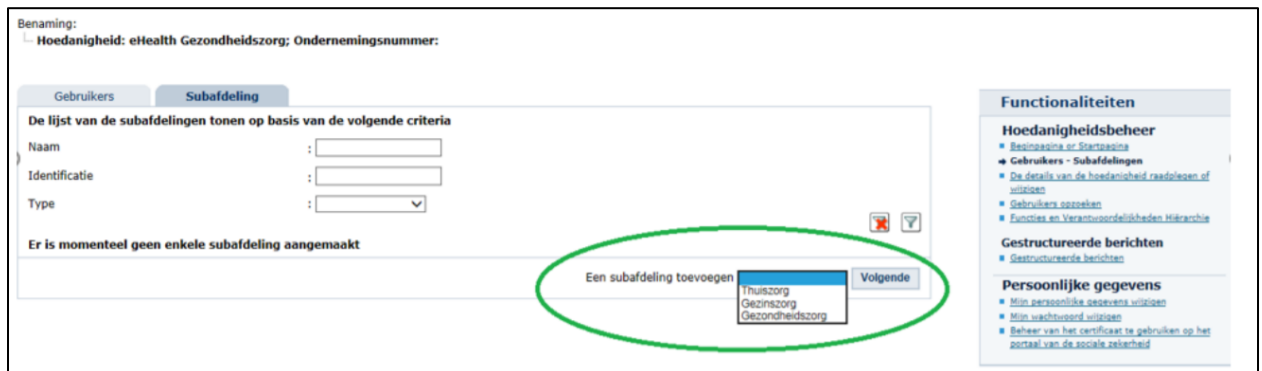 Benaming:
Hoedanigheid: eHealth Gezondheidszorg; Ondernemingsnummer:
Gebruikers
Subafdeling
De lijst van de subafdelingen tonen op basis van de volgende criteria
Naam :
Identificatie :
Type :
Er is momenteel geen enkele subafdeling aangemaakt
Een subafdeling toevoegen
Volgende
Thuiszorg
Gezinszorg
Gezondheidszorg
Functionaliteiten
Hoedanigheidsbeheer
Beginpagina or Startpagina
Gebruikers - Subafdelingen
De details van de hoedanigheid raadplegen of
wijzigen
Gebruikers opzoeken
Functies en Verantwoordelijkheden Hiërarchie
Gestructureerde berichten
Gestructureerde berichten
Persoonlijke gegevens
Mijn persoonlijke gegevens wijzigen
Mijn wachtwoord wijzigen
Beheer van het certificaat te gebruiken op het
portaal van de sociale zekerheid